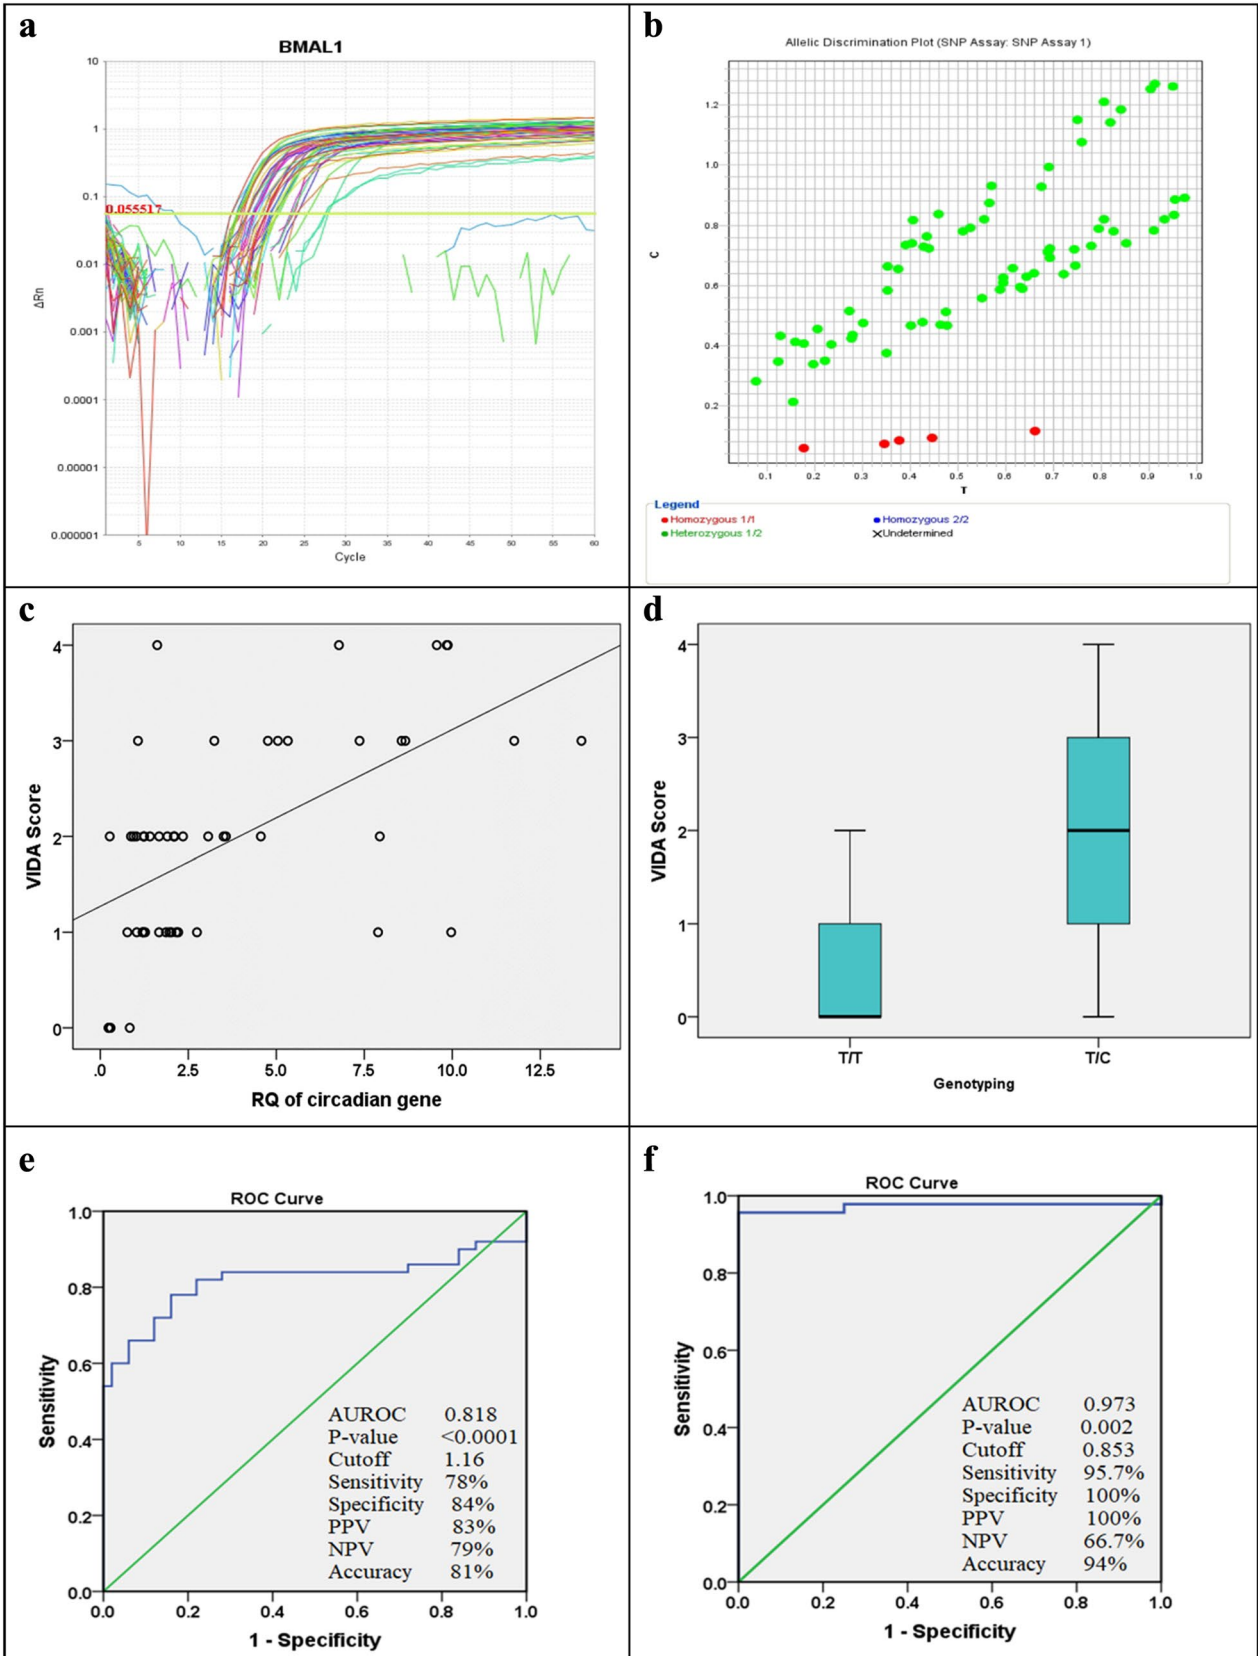 a
BMAL1
10
1
0.1
0.055517
0.01
0.001
0.0001
0.00001
0.000001
ΔRn
5 10 15 20 25 30 35 40 45 50 55 60
Cycle
b
Allelic Discrimination Plot (SNP Assay: SNP Assay 1)
1.2
1.0
0.8
0.6
0.4
0.2
C
0.1 0.2 0.3 0.4 0.5 0.6 0.7 0.8 0.9 1.0
T
Legend
Homozygous 1/1 Homozygous 2/2
Heterozygous 1/2 Undetermined
c
4
3
2
1
0
VIDA Score
.0 2.5 5.0 7.5 10.0 12.5
RQ of circadian gene
d
4
3
2
1
0
VIDA Score
T/T T/C
Genotyping
e
ROC Curve
1.0
0.8
0.6
0.4
0.2
0.0
Sensitivity
AUROC 0.818
P-value <0.0001
Cutoff 1.16
Sensitivity 78%
Specificity 84%
PPV 83%
NPV 79%
Accuracy 81%
0.0 0.2 0.4 0.6 0.8 1.0
1 - Specificity
f
ROC Curve
1.0
0.8
0.6
0.4
0.2
0.0
Sensitivity
AUROC 0.973
P-value 0.002
Cutoff 0.853
Sensitivity 95.7%
Specificity 100%
PPV 100%
NPV 66.7%
Accuracy 94%
0.0 0.2 0.4 0.6 0.8 1.0
1 - Specificity